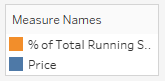 Measure Names
% of Total Running S..
Price